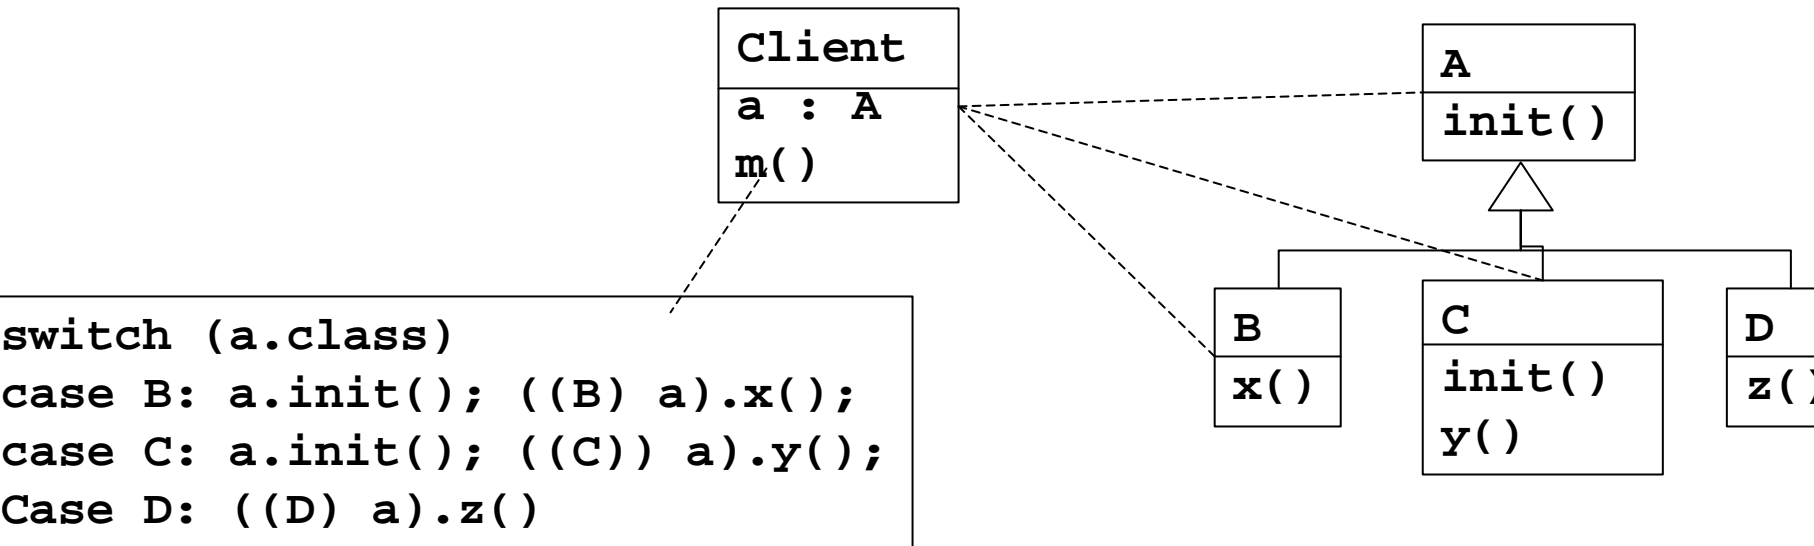 Client
a : A
m()
A
init()
B
x()
C
init()
y()
D
z()
switch (a.class)
case B: a.init(); ((B) a).x();
case C: a.init(); ((C)) a).y();
Case D: ((D) a).z()